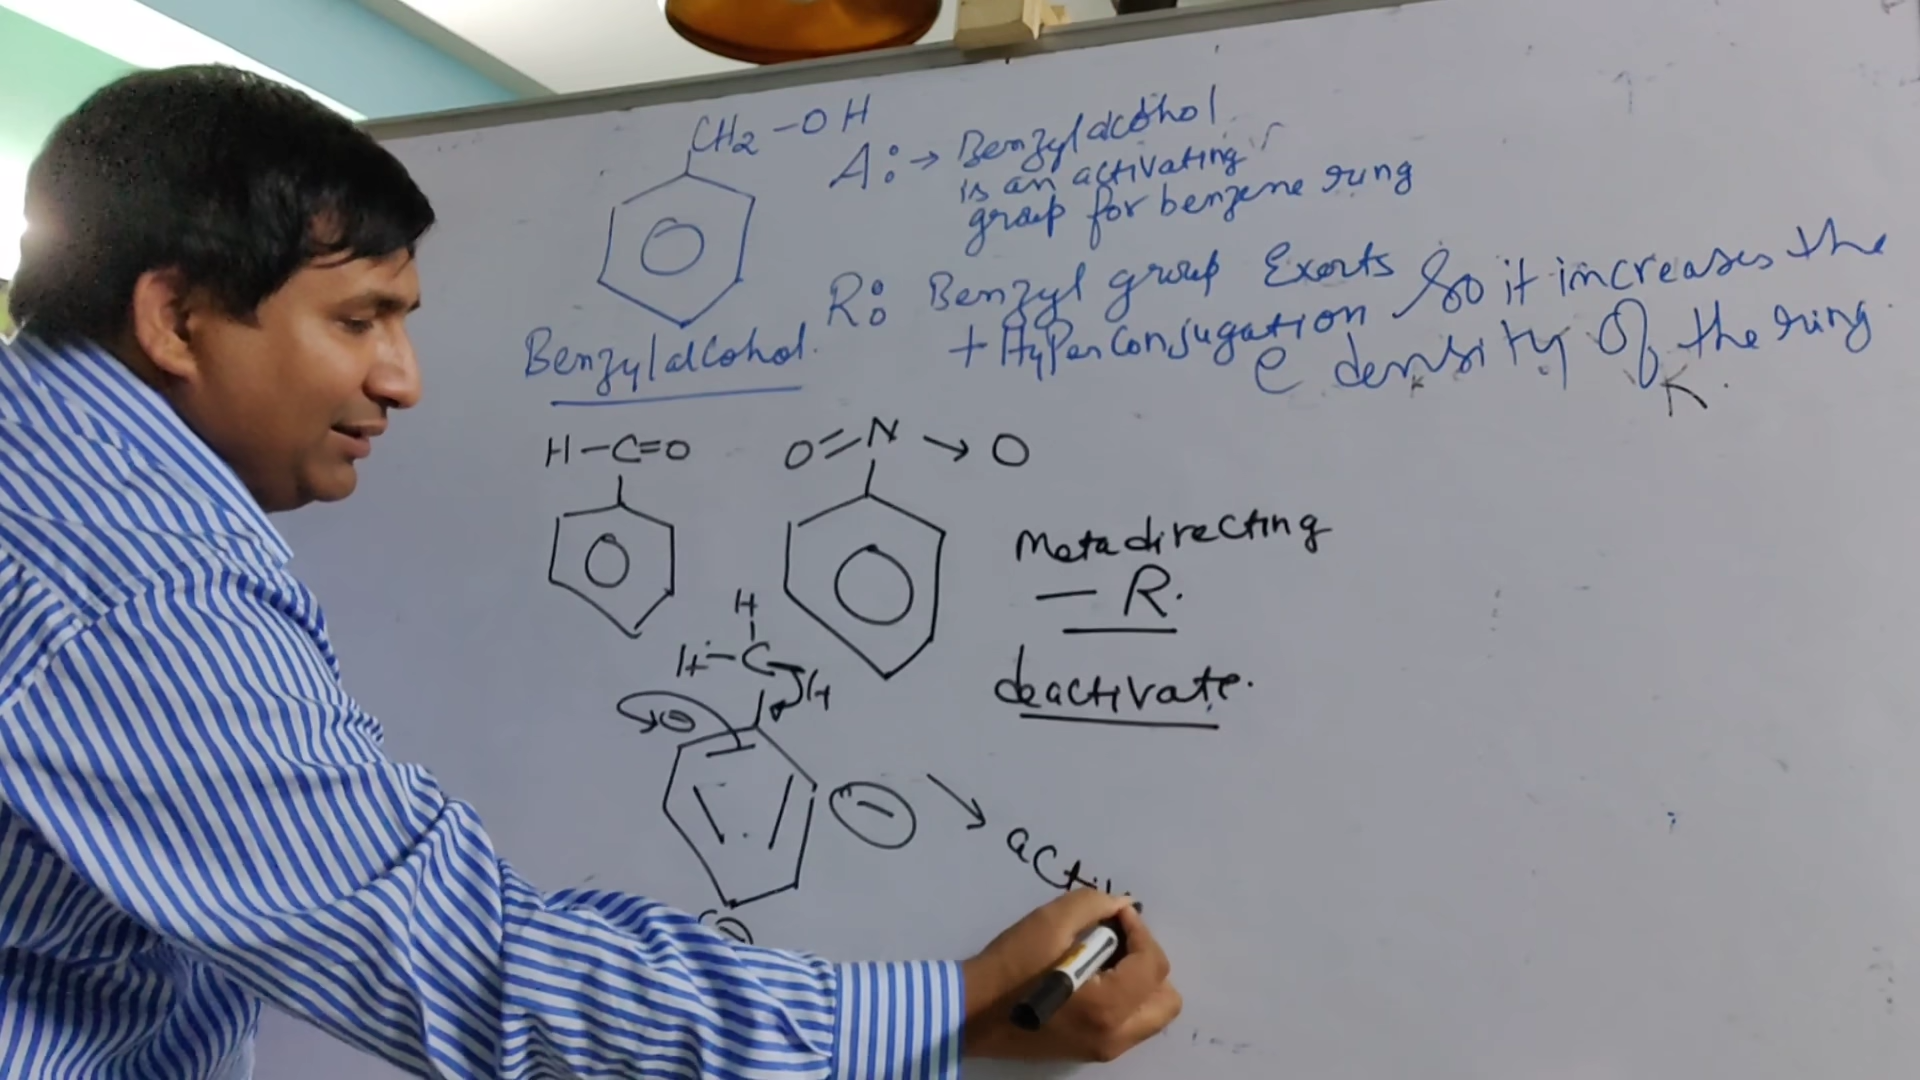 CH2-OH
A: → Benzylalcohol
is an activating
group for benzene ring
R: Benzyl group Exerts
+ Hyperconjugation So it increases the
e density of the ring.
Benzylalcohol.
H-C=O
O=N→O
Metadirecting
- R.
deactivate.
H
H-C
H
⊖
⊖
→
⊖